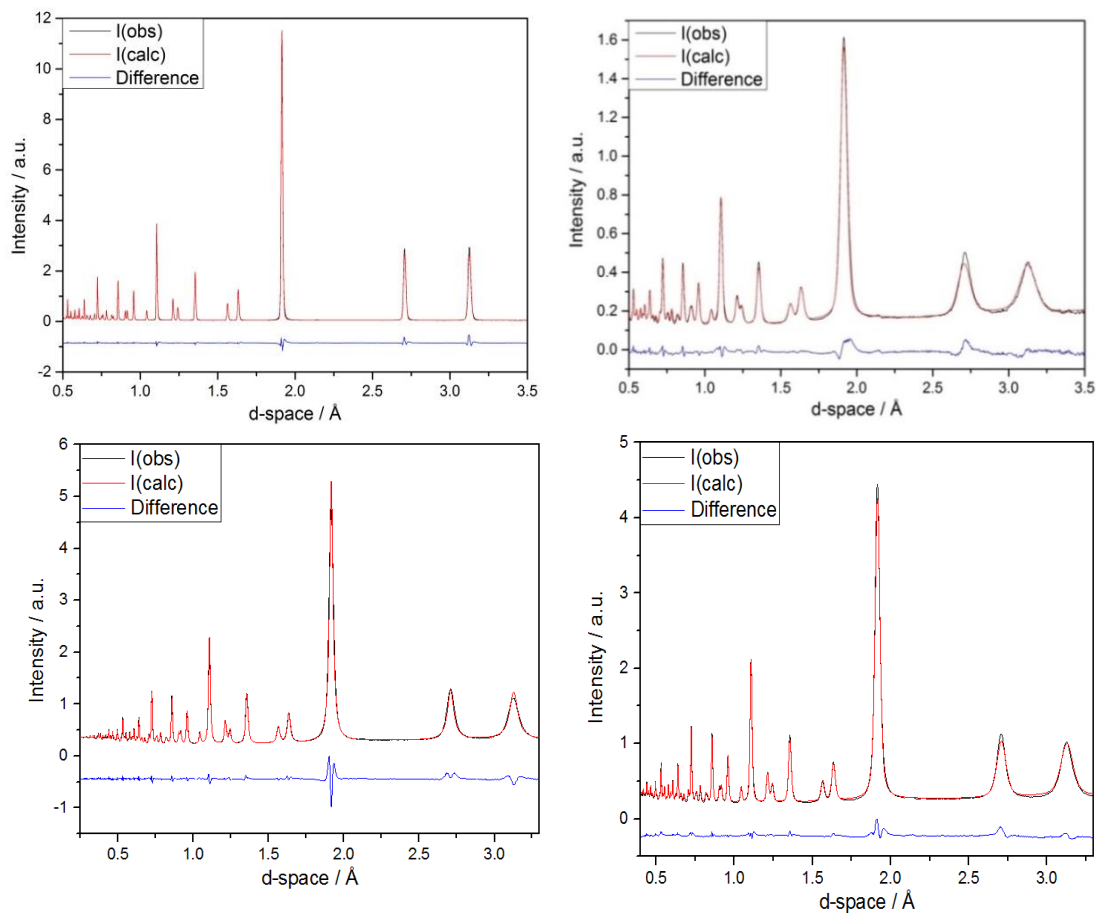 12
10
8
6
4
2
0
-2
Intensity / a.u.
I(obs)
I(calc)
Difference
0.5 1.0 1.5 2.0 2.5 3.0 3.5
d-space / Å
1.6
1.4
1.2
1.0
0.8
0.6
0.4
0.2
0.0
Intensity / a.u.
I(obs)
I(calc)
Difference
0.5 1.0 1.5 2.0 2.5 3.0 3.5
d-space / Å
6
5
4
3
2
1
0
-1
Intensity / a.u.
I(obs)
I(calc)
Difference
0.5 1.0 1.5 2.0 2.5 3.0
d-space / Å
5
4
3
2
1
0
Intensity / a.u.
I(obs)
I(calc)
Difference
0.5 1.0 1.5 2.0 2.5 3.0
d-space / Å